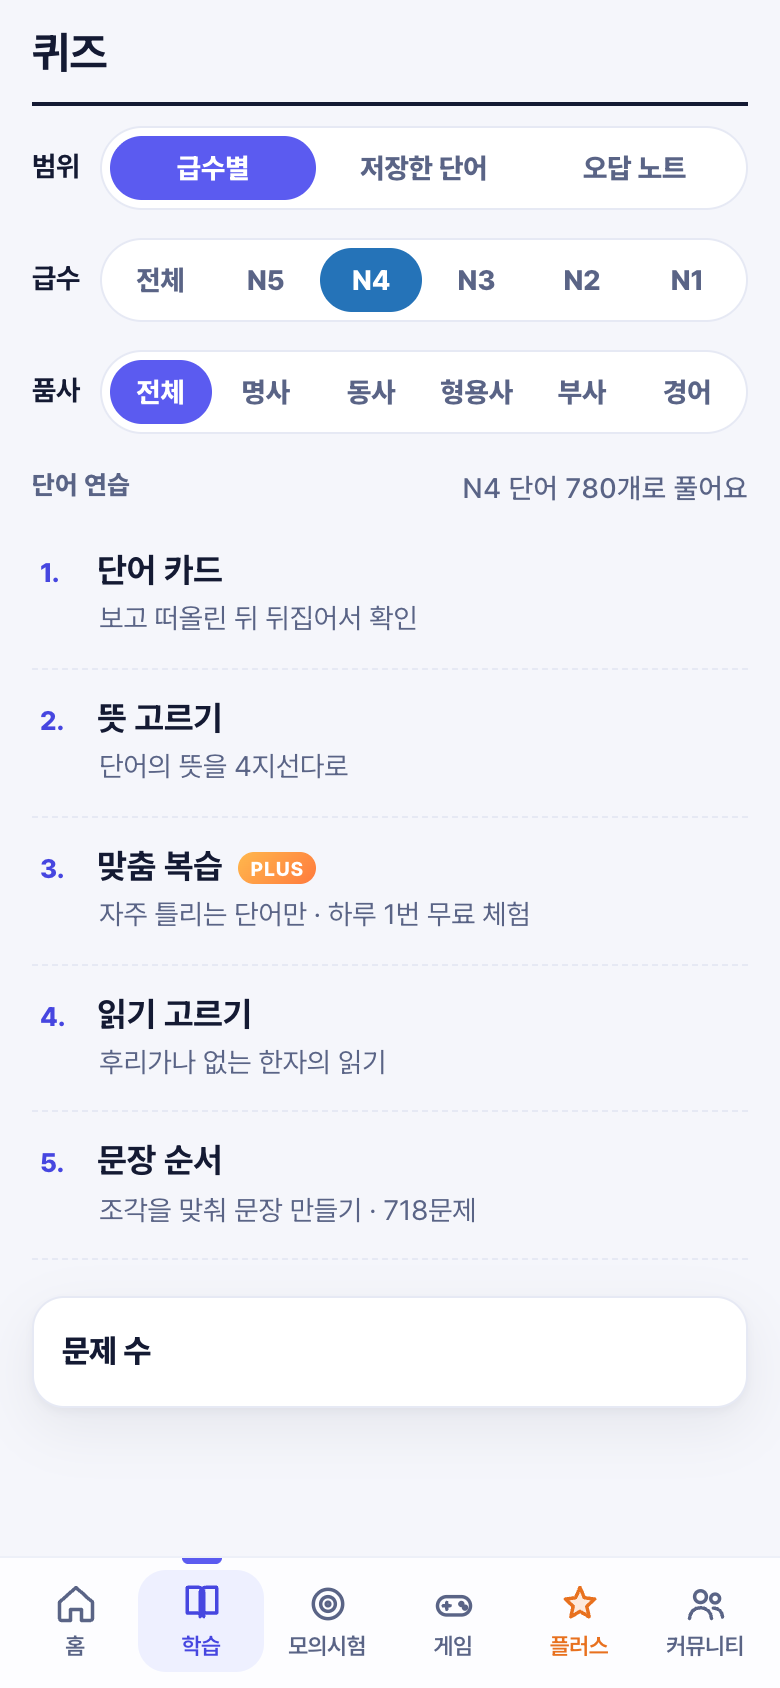 퀴즈
범위 급수별 저장한 단어 오답 노트
급수 전체 N5 N4 N3 N2 N1
품사 전체 명사 동사 형용사 부사 경어
단어 연습 N4 단어 780개로 풀어요
1. 단어 카드
보고 떠올린 뒤 뒤집어서 확인
2. 뜻 고르기
단어의 뜻을 4지선다로
3. 맞춤 복습 PLUS
자주 틀리는 단어만 · 하루 1번 무료 체험
4. 읽기 고르기
후리가나 없는 한자의 읽기
5. 문장 순서
조각을 맞춰 문장 만들기 · 718문제
문제 수
홈 학습 모의시험 게임 플러스 커뮤니티